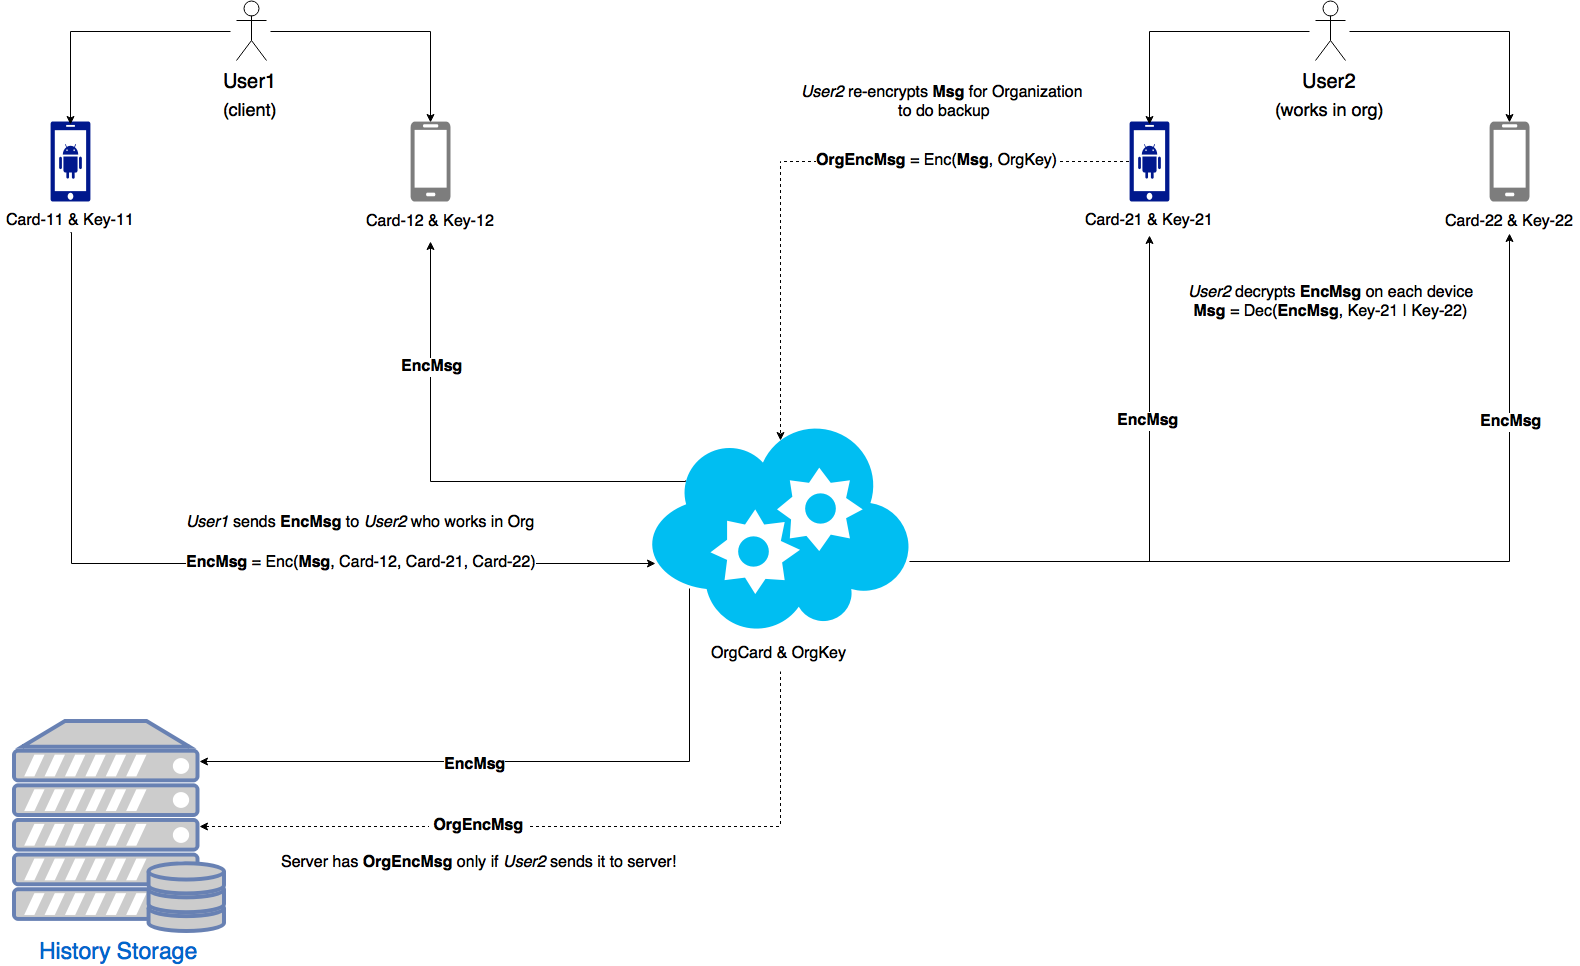 User1
(client)
User2
(works in org)
User2 re-encrypts Msg for Organization
to do backup
OrgEncMsg = Enc(Msg, OrgKey)
Card-11 & Key-11
Card-12 & Key-12
Card-21 & Key-21
Card-22 & Key-22
User2 decrypts EncMsg on each device
Msg = Dec(EncMsg, Key-21 | Key-22)
EncMsg
EncMsg
EncMsg
User1 sends EncMsg to User2 who works in Org
EncMsg = Enc(Msg, Card-12, Card-21, Card-22)
OrgCard & OrgKey
EncMsg
OrgEncMsg
Server has OrgEncMsg only if User2 sends it to server!
History Storage